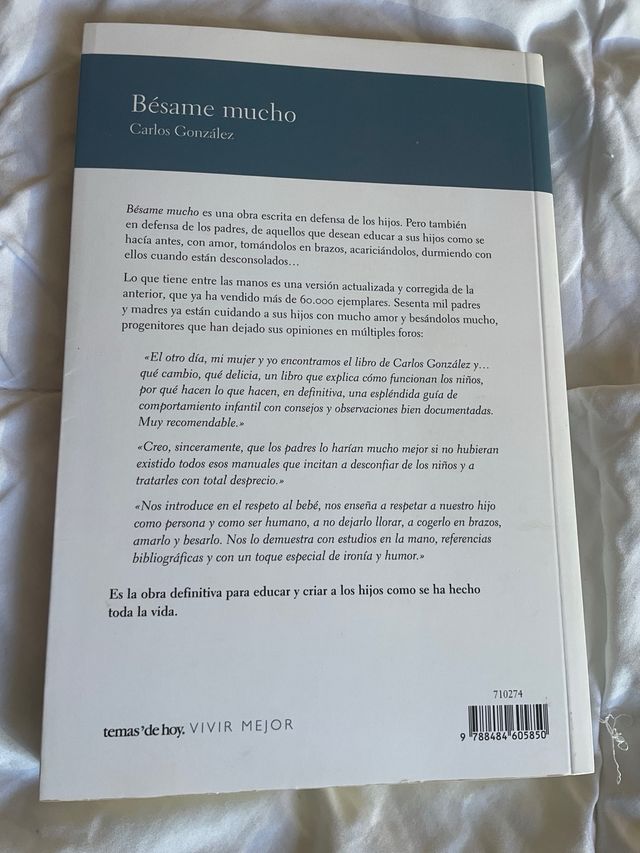 Bésame mucho
Carlos González
Bésame mucho es una obra escrita en defensa de los hijos. Pero también
en defensa de los padres, de aquellos que desean educar a sus hijos como se
hacía antes, con amor, tomándolos en brazos, acariciándolos, durmiendo con
ellos cuando están desconsolados…
Lo que tiene entre las manos es una versión actualizada y corregida de la
anterior, que ya ha vendido más de 60.000 ejemplares. Sesenta mil padres
y madres ya están cuidando a sus hijos con mucho amor y besándolos mucho,
progenitores que han dejado sus opiniones en múltiples foros:
«El otro día, mi mujer y yo encontramos el libro de Carlos González y…
qué cambio, qué delicia, un libro que explica cómo funcionan los niños,
por qué hacen lo que hacen, en definitiva, una espléndida guía de
comportamiento infantil con consejos y observaciones bien documentadas.
Muy recomendable.»
«Creo, sinceramente, que los padres lo harían mucho mejor si no hubieran
existido todos esos manuales que incitan a desconfiar de los niños y a
tratarles con total desprecio.»
«Nos introduce en el respeto al bebé, nos enseña a respetar a nuestro hijo
como persona y como ser humano, a no dejarlo llorar, a cogerlo en brazos,
amarlo y besarlo. Nos lo demuestra con estudios en la mano, referencias
bibliográficas y con un toque especial de ironía y humor.»
Es la obra definitiva para educar y criar a los hijos como se ha hecho
toda la vida.
710274
temas'de hoy. VIVIR MEJOR
9 788484 605850